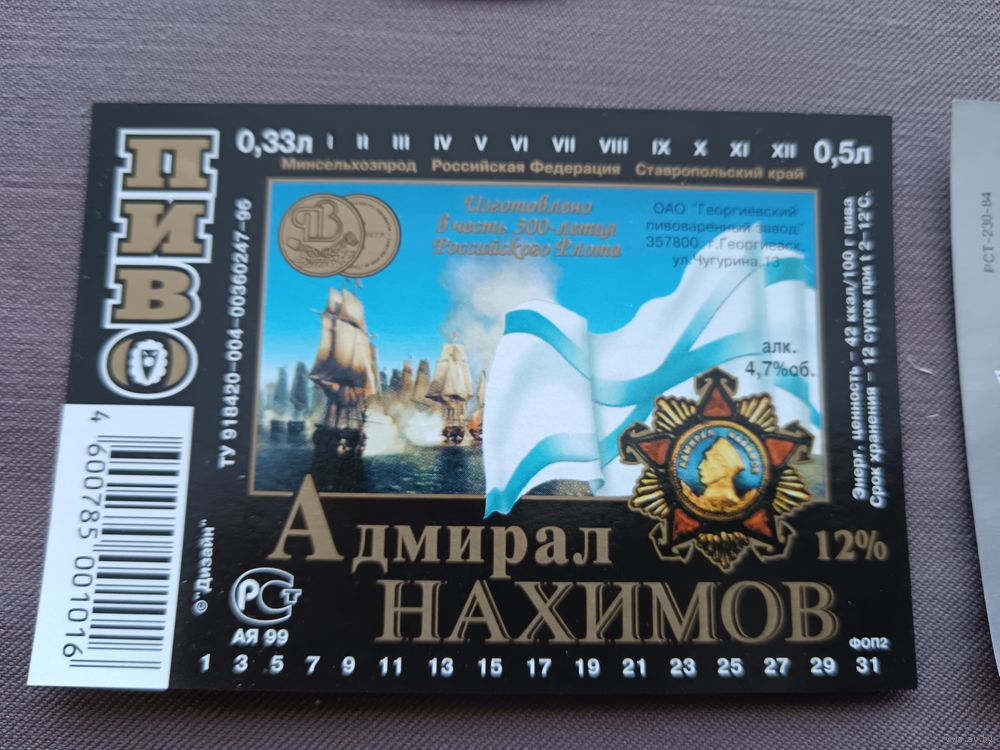 ПИВО
0,33л I II III IV V VI VII VIII IX X XI XII 0,5л
Минсельхозпрод Российская Федерация Ставропольский край
Изготовлено
в честь 300-летия
Российского Флота
ОАО "Георгиевский
пивоваренный завод"
357800, г.Георгиевск,
ул.Чугурина,13
алк.
4,7%об.
АДМИРАЛ НАХИМОВ
ТУ 918420-004-00360247-96
Энерг. ценность – 42 ккал/100 г пива
Срок хранения – 12 суток при t 2–12°С.
Адмирал
НАХИМОВ
12%
©"Дизайн"
РСТ
АЯ 99
ФОП2
1 3 5 7 9 11 13 15 17 19 21 23 25 27 29 31
4 600785 001016
РСТ-230-84